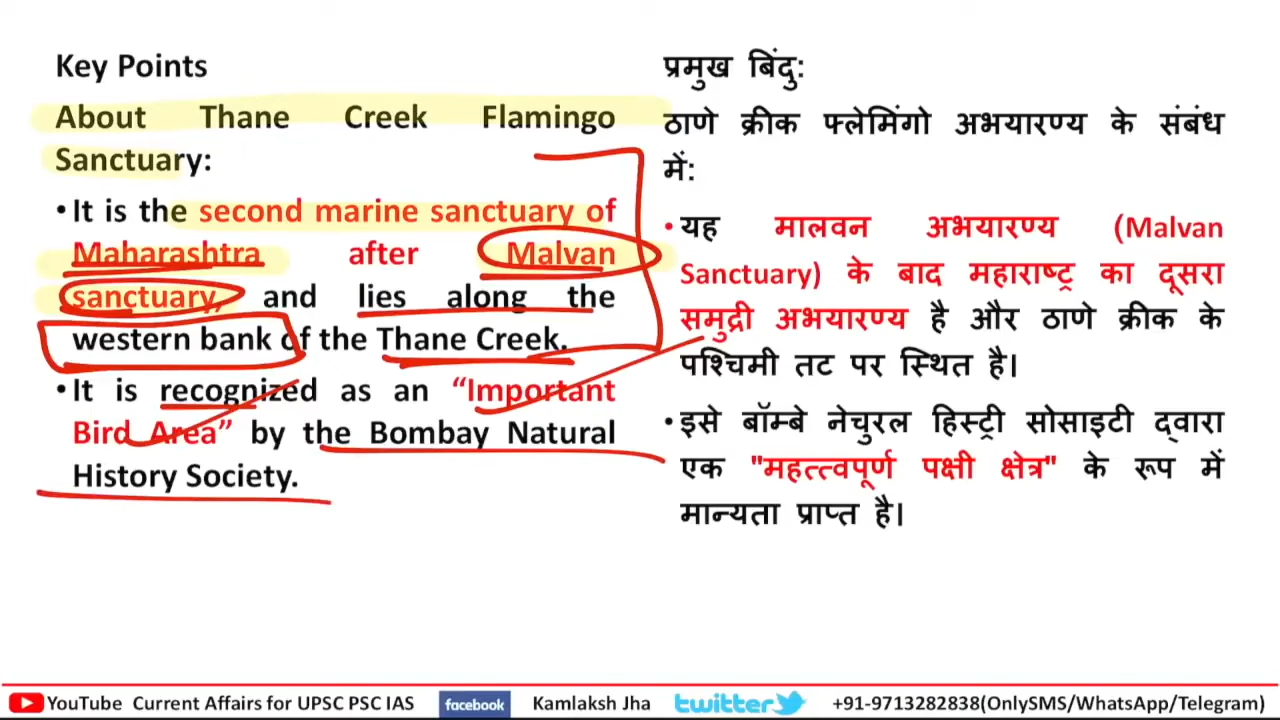 Key Points
About Thane Creek Flamingo
Sanctuary:
• It is the second marine sanctuary of
Maharashtra after Malvan
sanctuary, and lies along the
western bank of the Thane Creek.
• It is recognized as an “Important
Bird Area” by the Bombay Natural
History Society.
प्रमुख बिंदु:
ठाणे क्रीक फ्लेमिंगो अभयारण्य के संबंध
में:
• यह मालवन अभयारण्य (Malvan
Sanctuary) के बाद महाराष्ट्र का दूसरा
समुद्री अभयारण्य है और ठाणे क्रीक के
पश्चिमी तट पर स्थित है।
• इसे बॉम्बे नेचुरल हिस्ट्री सोसाइटी द्वारा
एक "महत्त्वपूर्ण पक्षी क्षेत्र" के रूप में
मान्यता प्राप्त है।
YouTube Current Affairs for UPSC PSC IAS facebook Kamlaksh Jha twitter +91-9713282838(OnlySMS/WhatsApp/Telegram)